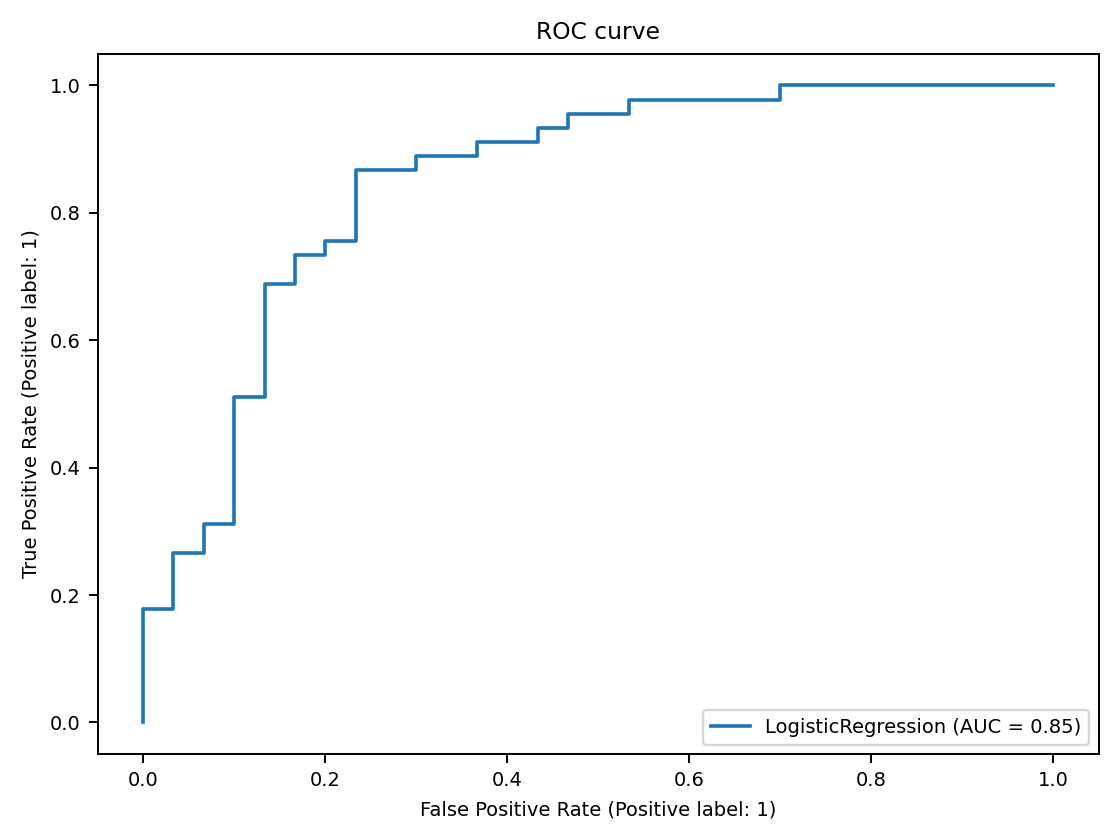 ROC curve
True Positive Rate (Positive label: 1)
1.0
0.8
0.6
0.4
0.2
0.0
LogisticRegression (AUC = 0.85)
0.0 0.2 0.4 0.6 0.8 1.0
False Positive Rate (Positive label: 1)